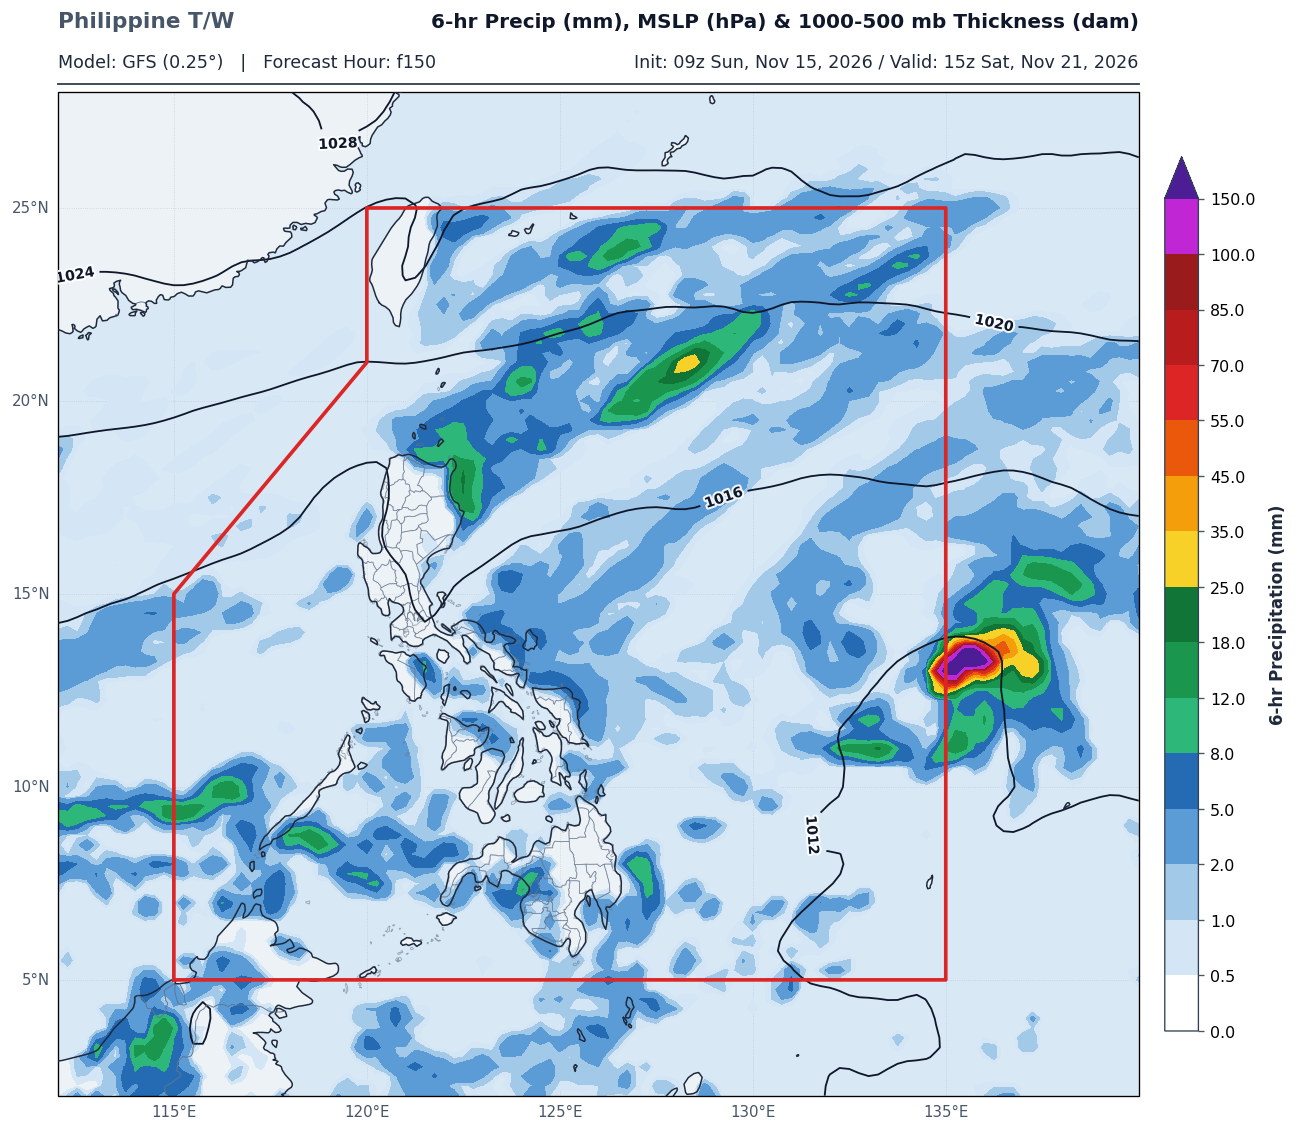 Philippine T/W
6-hr Precip (mm), MSLP (hPa) & 1000-500 mb Thickness (dam)
Model: GFS (0.25°) | Forecast Hour: f150
Init: 09z Sun, Nov 15, 2026 / Valid: 15z Sat, Nov 21, 2026
1028
1024
1020
1016
1012
25°N
20°N
15°N
10°N
5°N
115°E
120°E
125°E
130°E
135°E
150.0
100.0
85.0
70.0
55.0
45.0
35.0
25.0
18.0
12.0
8.0
5.0
2.0
1.0
0.5
0.0
6-hr Precipitation (mm)